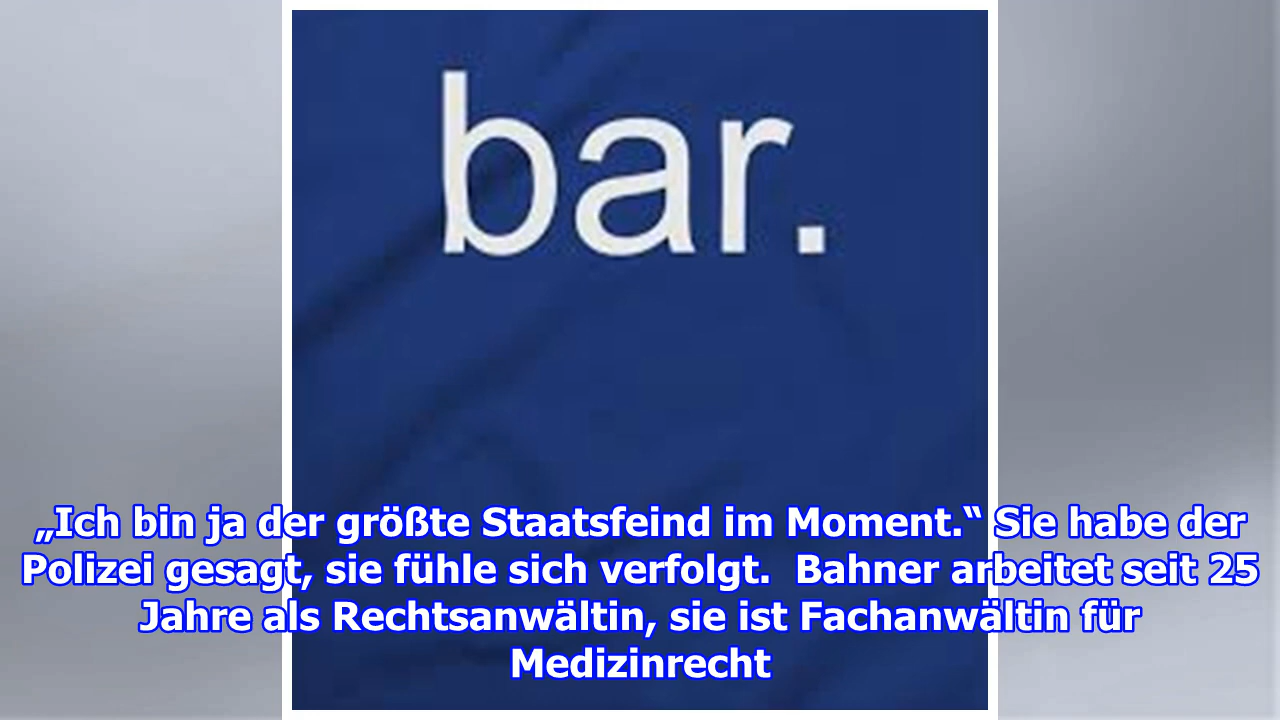 bar.
„Ich bin ja der größte Staatsfeind im Moment.“ Sie habe der
Polizei gesagt, sie fühle sich verfolgt.  Bahner arbeitet seit 25
Jahre als Rechtsanwältin, sie ist Fachanwältin für
Medizinrecht